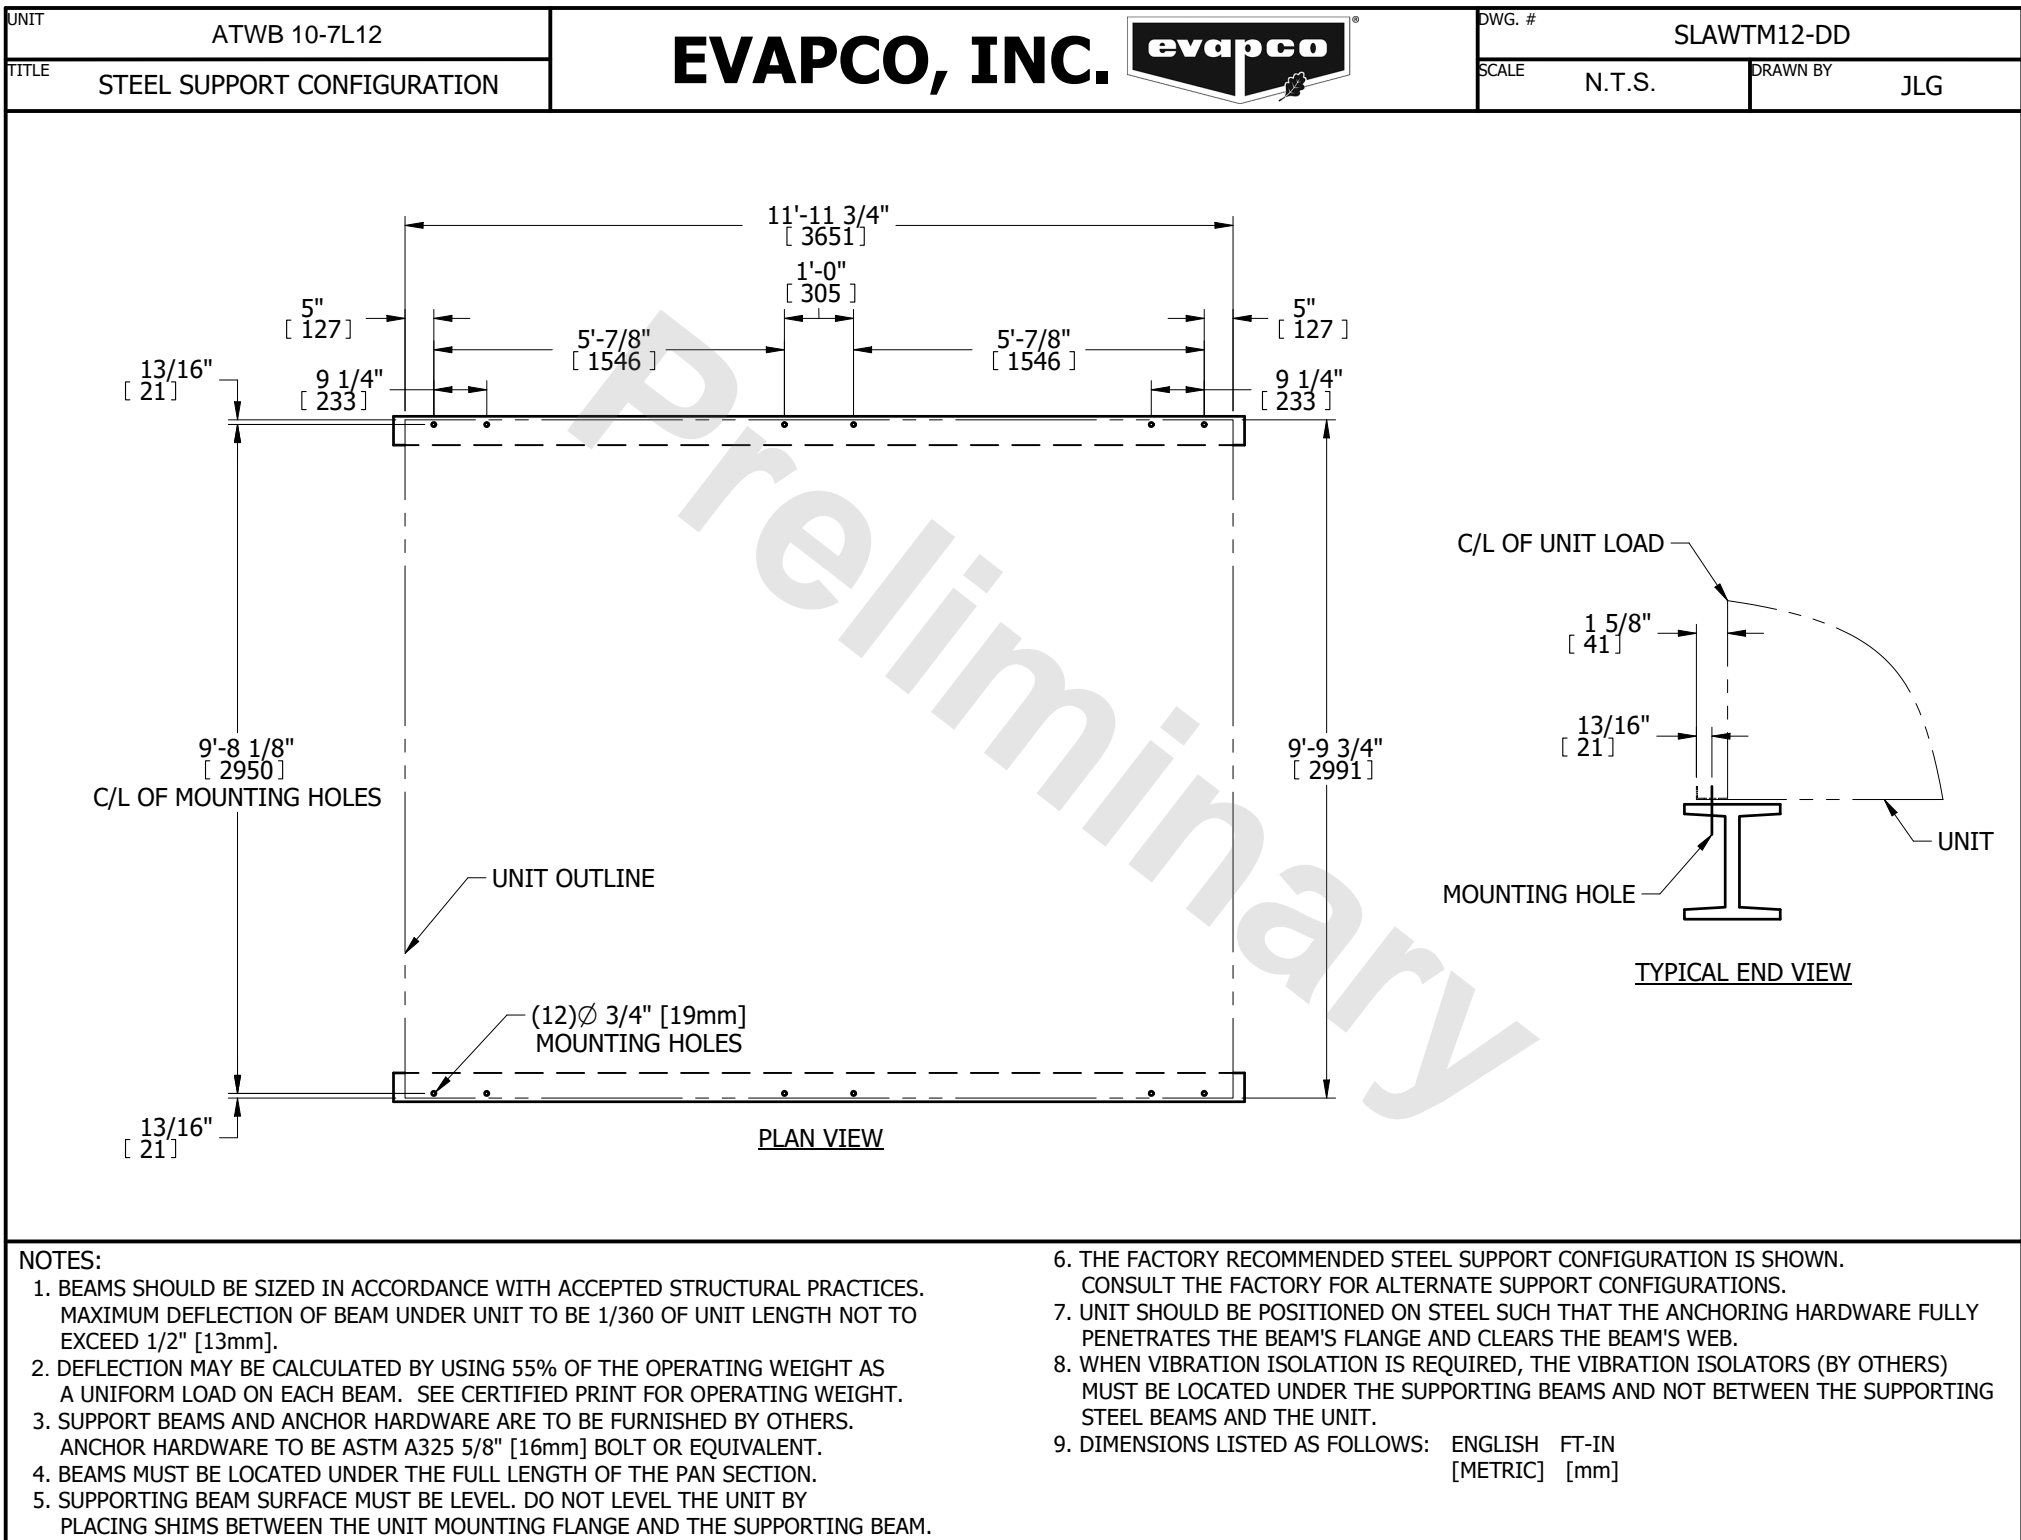 UNIT
ATWB 10-7L12
TITLE
STEEL SUPPORT CONFIGURATION
EVAPCO, INC.
evapco®
DWG. #
SLAWTM12-DD
SCALE
N.T.S.
DRAWN BY
JLG
11'-11 3/4"
[ 3651]
1'-0"
[ 305 ]
5"
[ 127]
5"
[ 127 ]
5'-7/8"
[ 1546 ]
5'-7/8"
[ 1546 ]
13/16"
[ 21]
9 1/4"
[ 233]
9 1/4"
[ 233 ]
Preliminary
C/L OF UNIT LOAD
1 5/8"
[ 41]
13/16"
[ 21]
9'-8 1/8"
[ 2950]
C/L OF MOUNTING HOLES
9'-9 3/4"
[ 2991]
UNIT
UNIT OUTLINE
MOUNTING HOLE
TYPICAL END VIEW
(12)∅ 3/4" [19mm]
MOUNTING HOLES
13/16"
[ 21]
PLAN VIEW
NOTES:
1. BEAMS SHOULD BE SIZED IN ACCORDANCE WITH ACCEPTED STRUCTURAL PRACTICES.
MAXIMUM DEFLECTION OF BEAM UNDER UNIT TO BE 1/360 OF UNIT LENGTH NOT TO
EXCEED 1/2" [13mm].
2. DEFLECTION MAY BE CALCULATED BY USING 55% OF THE OPERATING WEIGHT AS
A UNIFORM LOAD ON EACH BEAM. SEE CERTIFIED PRINT FOR OPERATING WEIGHT.
3. SUPPORT BEAMS AND ANCHOR HARDWARE ARE TO BE FURNISHED BY OTHERS.
ANCHOR HARDWARE TO BE ASTM A325 5/8" [16mm] BOLT OR EQUIVALENT.
4. BEAMS MUST BE LOCATED UNDER THE FULL LENGTH OF THE PAN SECTION.
5. SUPPORTING BEAM SURFACE MUST BE LEVEL. DO NOT LEVEL THE UNIT BY
PLACING SHIMS BETWEEN THE UNIT MOUNTING FLANGE AND THE SUPPORTING BEAM.
6. THE FACTORY RECOMMENDED STEEL SUPPORT CONFIGURATION IS SHOWN.
CONSULT THE FACTORY FOR ALTERNATE SUPPORT CONFIGURATIONS.
7. UNIT SHOULD BE POSITIONED ON STEEL SUCH THAT THE ANCHORING HARDWARE FULLY
PENETRATES THE BEAM'S FLANGE AND CLEARS THE BEAM'S WEB.
8. WHEN VIBRATION ISOLATION IS REQUIRED, THE VIBRATION ISOLATORS (BY OTHERS)
MUST BE LOCATED UNDER THE SUPPORTING BEAMS AND NOT BETWEEN THE SUPPORTING
STEEL BEAMS AND THE UNIT.
9. DIMENSIONS LISTED AS FOLLOWS: ENGLISH FT-IN
[METRIC] [mm]